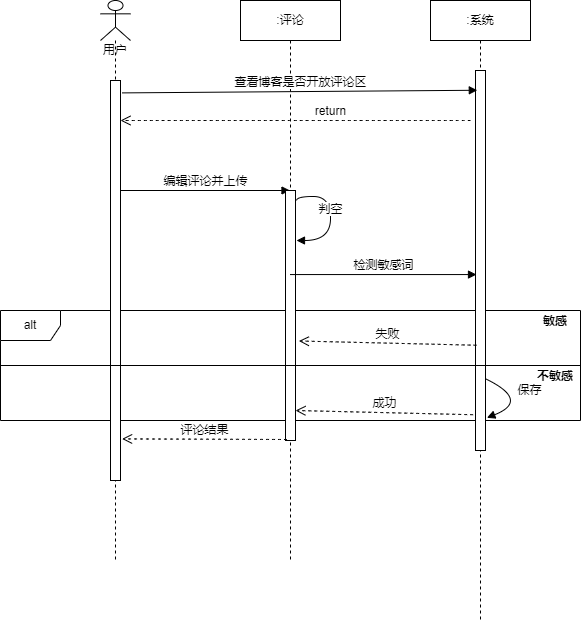 :评论
:系统
用户
查看博客是否开放评论区
return
编辑评论并上传
判空
检测敏感词
alt
敏感
失败
不敏感
保存
成功
评论结果